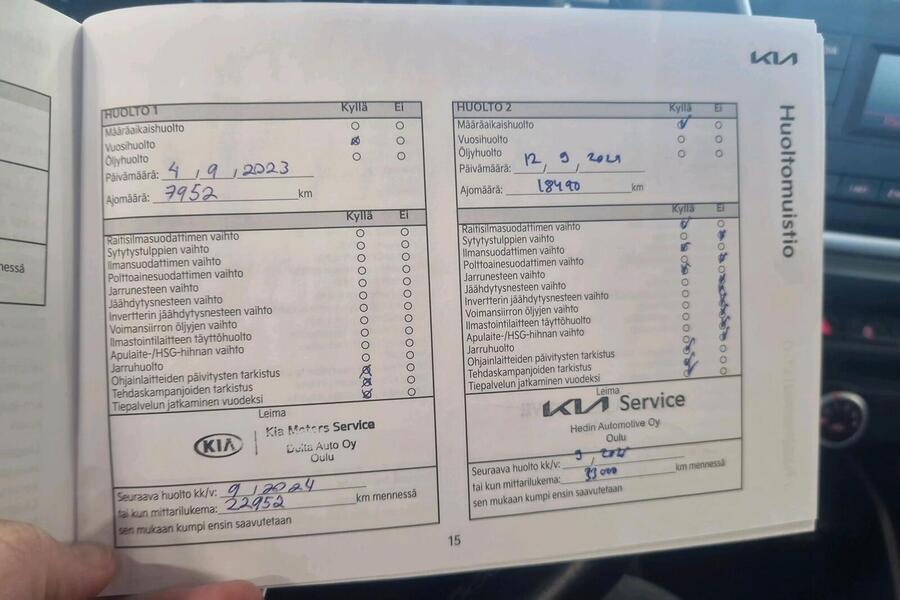 HUOLTO 1 Kyllä Ei
Määräaikaishuolto
Vuosihuolto
Öljyhuolto
Päivämäärä: 4 , 9 , 2023
Ajomäärä: 7952 km
Kyllä Ei
Raitisilmasuodattimen vaihto
Sytytystulppien vaihto
Ilmansuodattimen vaihto
Polttoainesuodattimen vaihto
Jarrunesteen vaihto
Jäähdytysnesteen vaihto
Invertterin jäähdytysnesteen vaihto
Voimansiirron öljyjen vaihto
Ilmastointilaitteen täyttöhuolto
Apulaite-/HSG-hihnan vaihto
Jarruhuolto
Ohjainlaitteiden päivitysten tarkistus
Tehdaskampanjoiden tarkistus
Tiepalvelun jatkaminen vuodeksi
Leima
KIA
Kia Motors Service
Delta Auto Oy
Oulu
Seuraava huolto kk/v: 9 , 2024
tai kun mittarilukema: 22952 km mennessä
sen mukaan kumpi ensin saavutetaan
HUOLTO 2 Kyllä Ei
Määräaikaishuolto
Vuosihuolto
Öljyhuolto
Päivämäärä: 12 , 9 ,
Ajomäärä: 18490 km
Kyllä Ei
Raitisilmasuodattimen vaihto
Sytytystulppien vaihto
Ilmansuodattimen vaihto
Polttoainesuodattimen vaihto
Jarrunesteen vaihto
Jäähdytysnesteen vaihto
Invertterin jäähdytysnesteen vaihto
Voimansiirron öljyjen vaihto
Ilmastointilaitteen täyttöhuolto
Apulaite-/HSG-hihnan vaihto
Jarruhuolto
Ohjainlaitteiden päivitysten tarkistus
Tehdaskampanjoiden tarkistus
Tiepalvelun jatkaminen vuodeksi
Leima
KIA Service
Hedin Automotive Oy
Oulu
Seuraava huolto kk/v: 9 ,
tai kun mittarilukema: 33000 km mennessä
sen mukaan kumpi ensin saavutetaan
KIA
Huoltomuistio
15